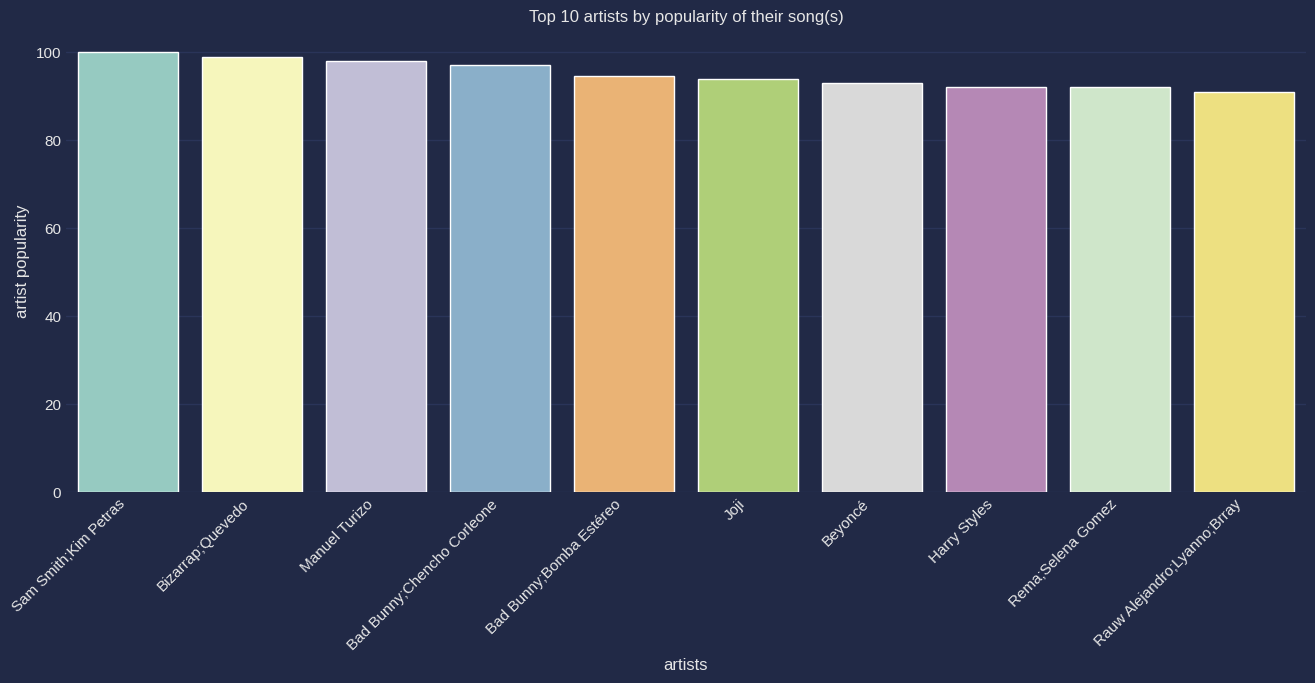 Top 10 artists by popularity of their song(s)
artist popularity
100
80
60
40
20
0
Sam Smith;Kim Petras
Bizarrap;Quevedo
Manuel Turizo
Bad Bunny;Chencho Corleone
Bad Bunny;Bomba Estéreo
Joji
Beyoncé
Harry Styles
Rema;Selena Gomez
Rauw Alejandro;Lyanno;Brray
artists